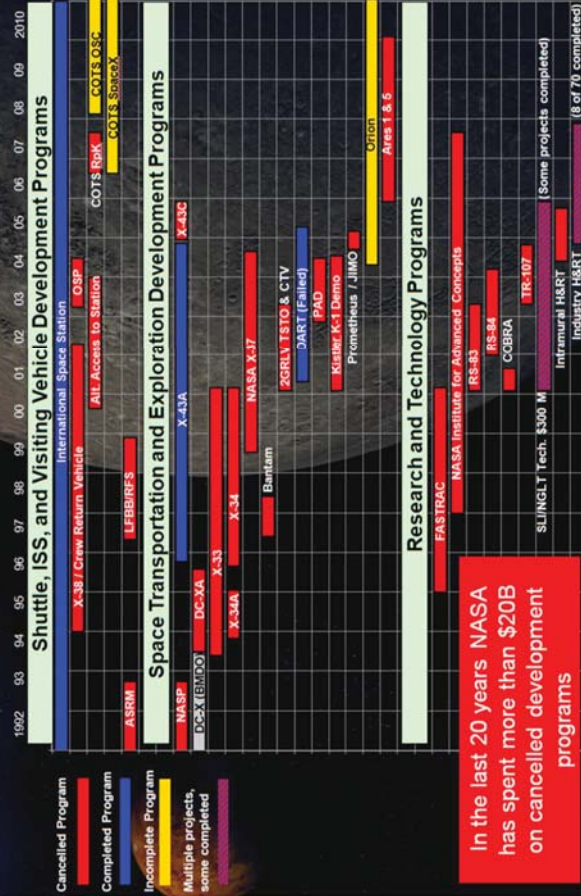 1992 93 94 95 96 97 98 99 00 01 02 03 04 05 06 07 08 09 2010
Shuttle, ISS, and Visiting Vehicle Development Programs
International Space Station
X-38 / Crew Return Vehicle
OSP
Alt. Access to Station
COTS RpK
COTS OSC
COTS SpaceX
ASRM
LFBB/RFS
Space Transportation and Exploration Development Programs
NASP
X-43A
X-43C
DC-X (BMDO)
DC-XA
X-33
X-34A
X-34
NASA X-37
Bantam
2GRLV TSTO & CTV
DART (Failed)
PAD
Kistler K-1 Demo
Prometheus / JIMO
Orion
Ares 1 & 5
Research and Technology Programs
FASTRAC
NASA Institute for Advanced Concepts
RS-83
RS-84
COBRA
TR-107
SLI/NGLT Tech. $300 M
(Some projects completed)
Intramural H&RT
Industry H&RT
(8 of 70 completed)
Cancelled Program
Completed Program
Incomplete Program
Multiple projects,
some completed
In the last 20 years NASA
has spent more than $20B
on cancelled development
programs